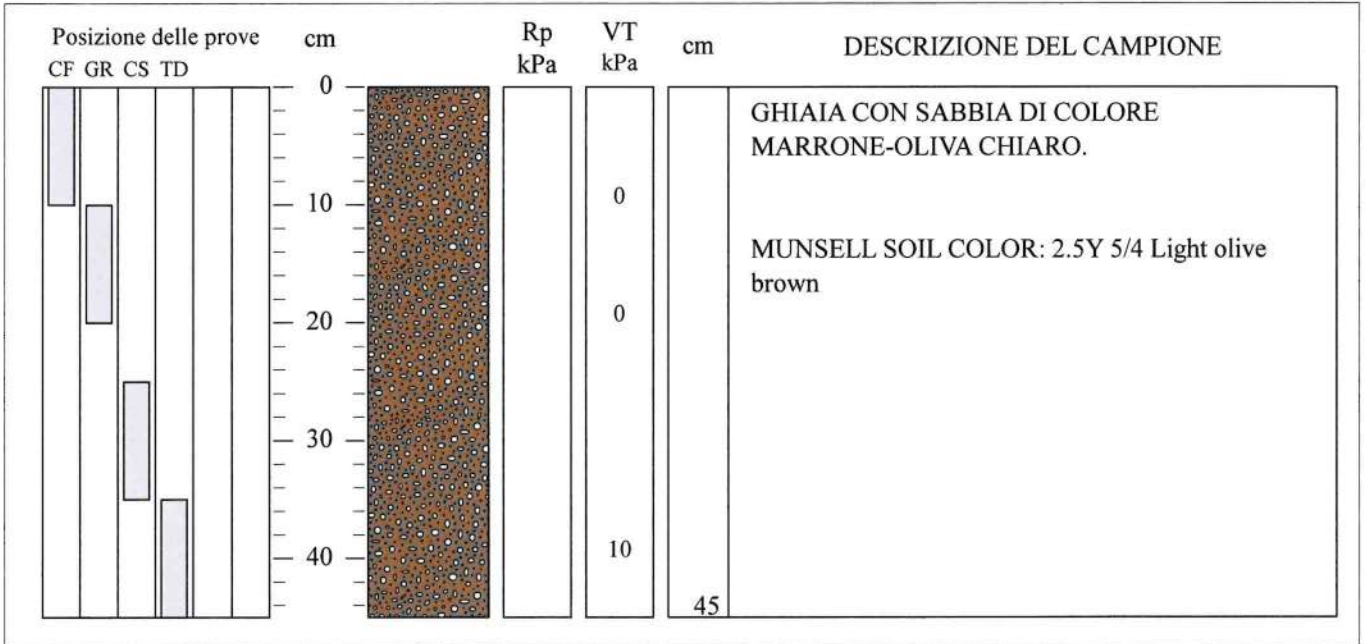 Posizione delle prove cm Rp VT cm DESCRIZIONE DEL CAMPIONE
CF GR CS TD kPa kPa
0
GHIAIA CON SABBIA DI COLORE
MARRONE-OLIVA CHIARO.
10 0
MUNSELL SOIL COLOR: 2.5Y 5/4 Light olive
brown
20 0
30
40 10
45